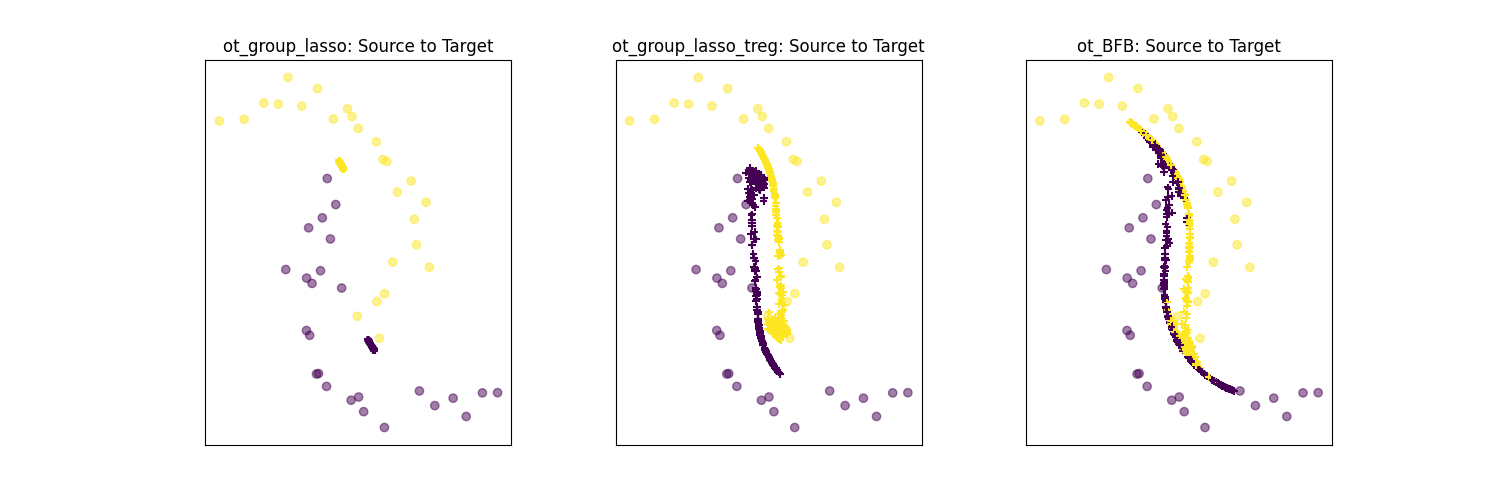 ot_group_lasso: Source to Target
ot_group_lasso_treg: Source to Target
ot_BFB: Source to Target